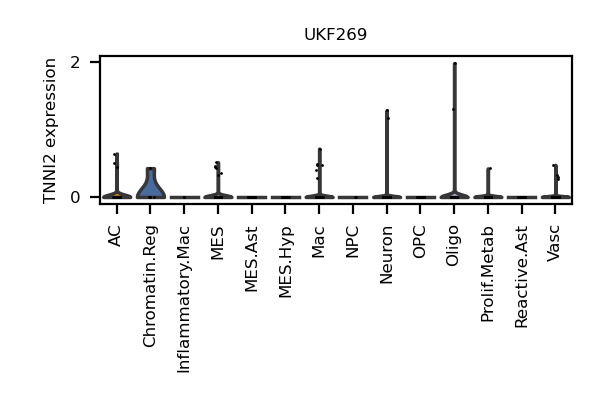 UKF269
TNNI2 expression
2
0
AC
Chromatin.Reg
Inflammatory.Mac
MES
MES.Ast
MES.Hyp
Mac
NPC
Neuron
OPC
Oligo
Prolif.Metab
Reactive.Ast
Vasc